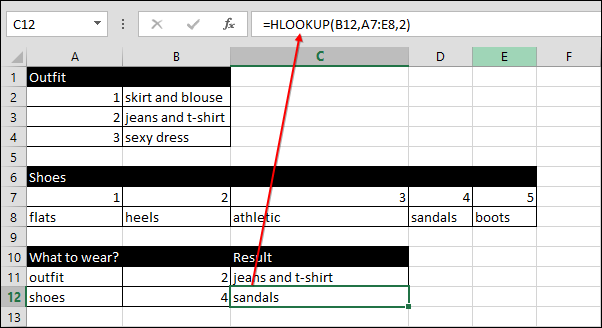 C12 fx =HLOOKUP(B12,A7:E8,2)
A B C D E F
1 Outfit
2 1 skirt and blouse
3 2 jeans and t-shirt
4 3 sexy dress
5
6 Shoes
7 1 2 3 4 5
8 flats heels athletic sandals boots
9
10 What to wear? Result
11 outfit 2 jeans and t-shirt
12 shoes 4 sandals
13